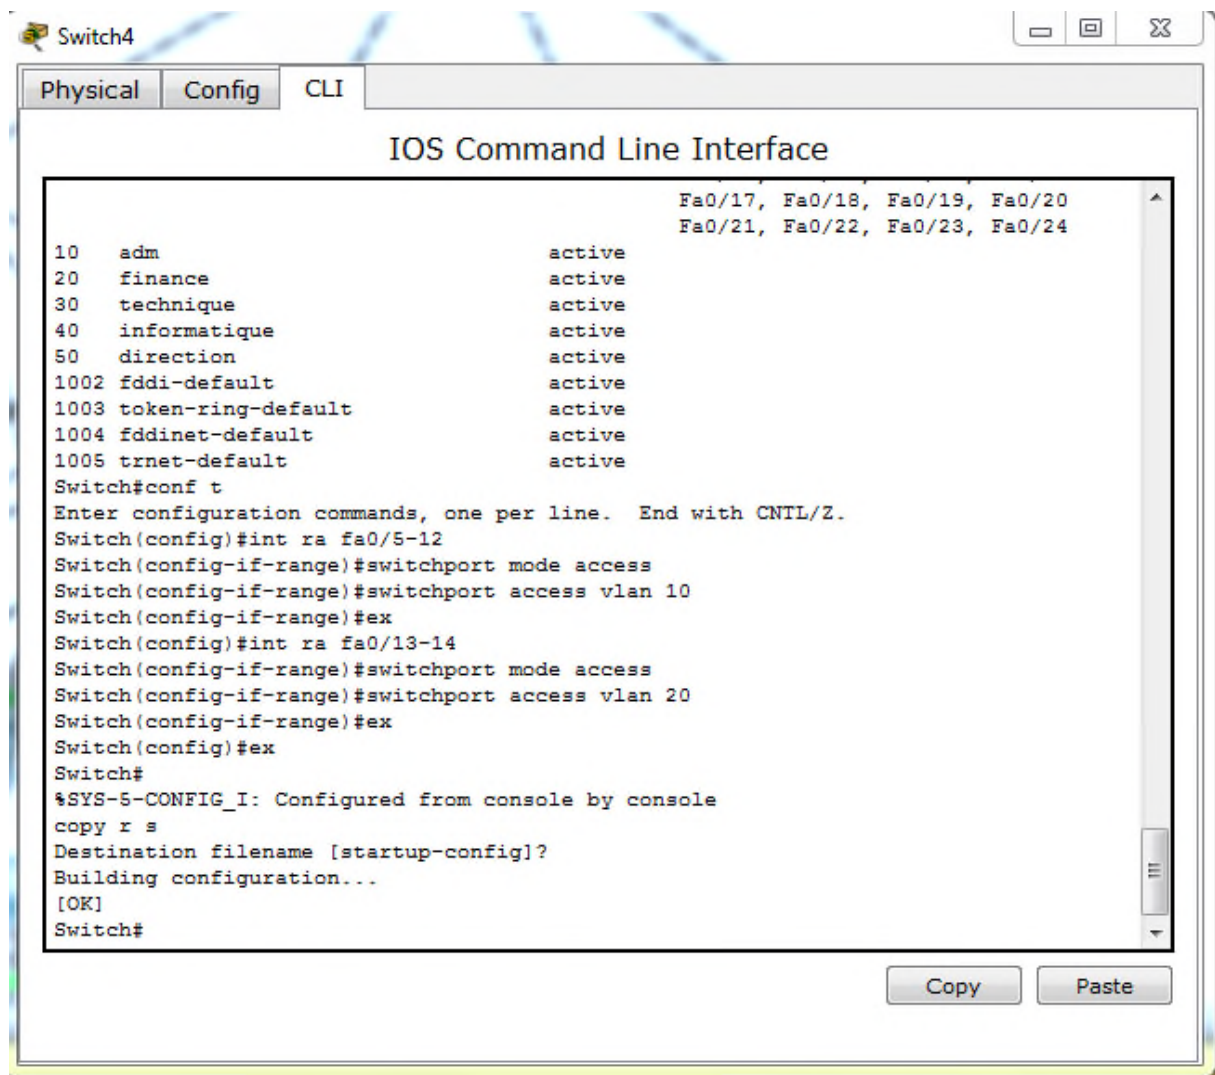 Switch4
Physical Config CLI
IOS Command Line Interface
Fa0/17, Fa0/18, Fa0/19, Fa0/20
Fa0/21, Fa0/22, Fa0/23, Fa0/24
10 adm active
20 finance active
30 technique active
40 informatique active
50 direction active
1002 fddi-default active
1003 token-ring-default active
1004 fddinet-default active
1005 trnet-default active
Switch#conf t
Enter configuration commands, one per line. End with CNTL/Z.
Switch(config)#int ra fa0/5-12
Switch(config-if-range)#switchport mode access
Switch(config-if-range)#switchport access vlan 10
Switch(config-if-range)#ex
Switch(config)#int ra fa0/13-14
Switch(config-if-range)#switchport mode access
Switch(config-if-range)#switchport access vlan 20
Switch(config-if-range)#ex
Switch(config)#ex
Switch#
%SYS-5-CONFIG_I: Configured from console by console
copy r s
Destination filename [startup-config]?
Building configuration...
[OK]
Switch#
Copy Paste